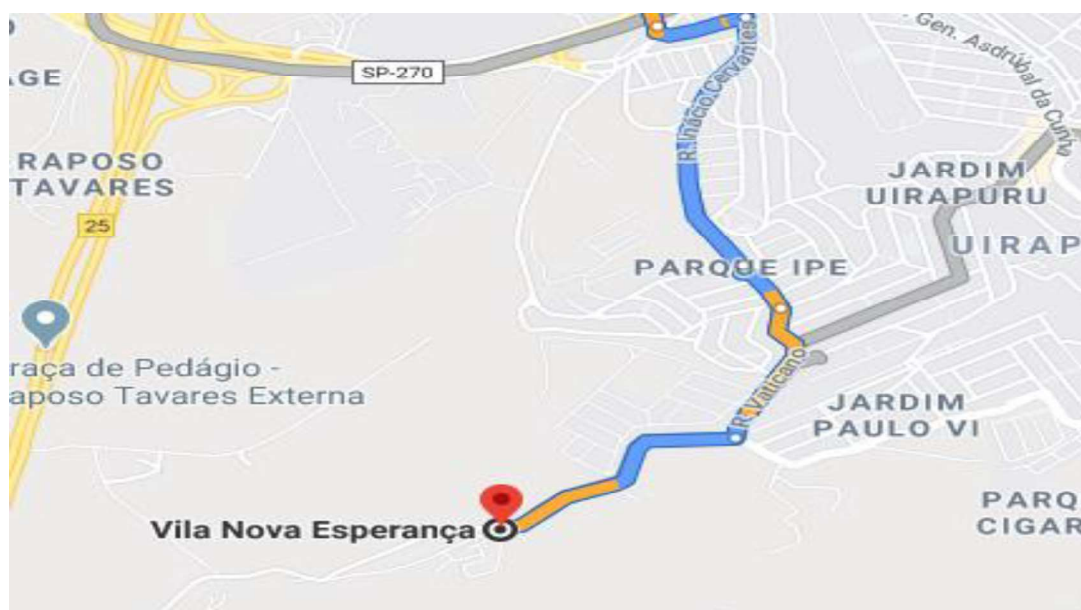 SP-270
AGE
R. Inácio Cervantes
Gen. Asdrúbal da Cunha
RAPOSO
TAVARES
25
JARDIM
UIRAPURU
UIRAP
PARQUE IPE
raça de Pedágio -
aposo Tavares Externa
R. Vaticano
JARDIM
PAULO VI
PARQ
CIGAR
Vila Nova Esperança